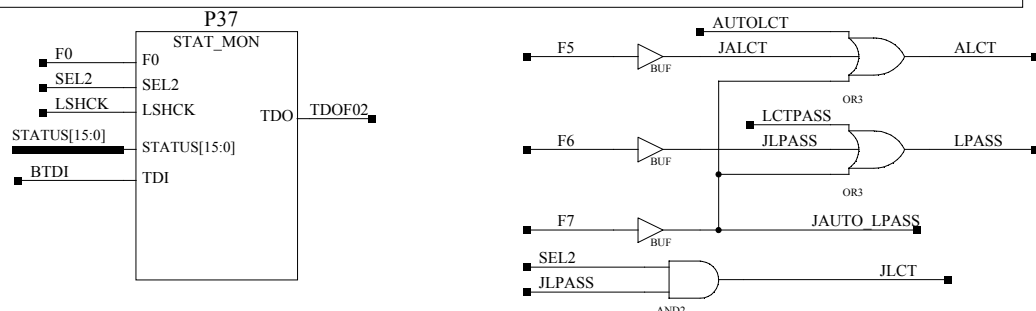 P37
STAT_MON
F0
F0
SEL2
SEL2
LSHCK
LSHCK
TDO
TDOF02
STATUS[15:0]
STATUS[15:0]
BTDI
TDI
AUTOLCT
F5
BUF
JALCT
OR3
ALCT
LCTPASS
F6
BUF
JLPASS
OR3
LPASS
F7
BUF
JAUTO_LPASS
SEL2
JLPASS
AND2
JLCT